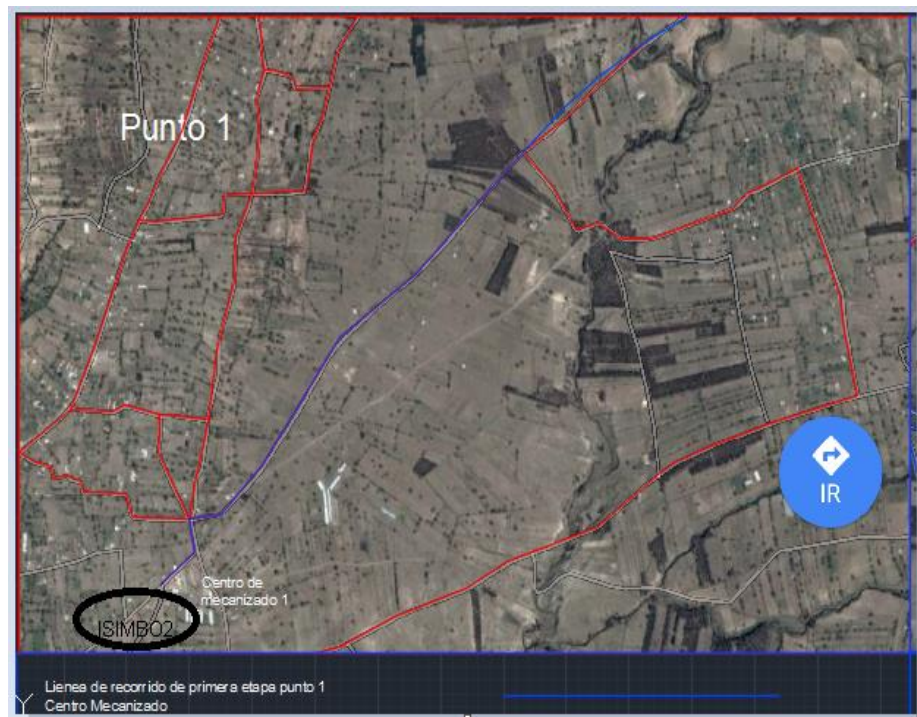 Punto 1
IR
Centro de
mecanizado 1
ISIMBO2
Lienea de recorrido de primera etapa punto 1
Centro Mecanizado